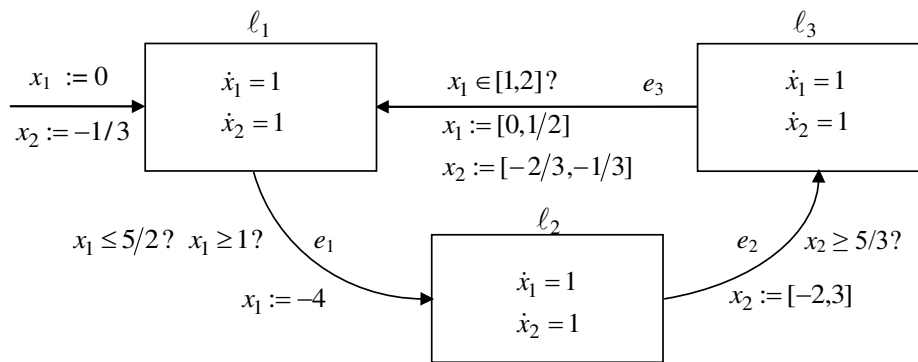 ℓ₁
ℓ₃
x₁ := 0
x₂ := −1/3
ẋ₁ = 1
ẋ₂ = 1
x₁ ∈ [1,2]? e₃
x₁ := [0,1/2]
x₂ := [−2/3,−1/3]
ẋ₁ = 1
ẋ₂ = 1
x₁ ≤ 5/2? x₁ ≥ 1? e₁
x₁ := −4
ℓ₂
ẋ₁ = 1
ẋ₂ = 1
e₂ x₂ ≥ 5/3?
x₂ := [−2,3]